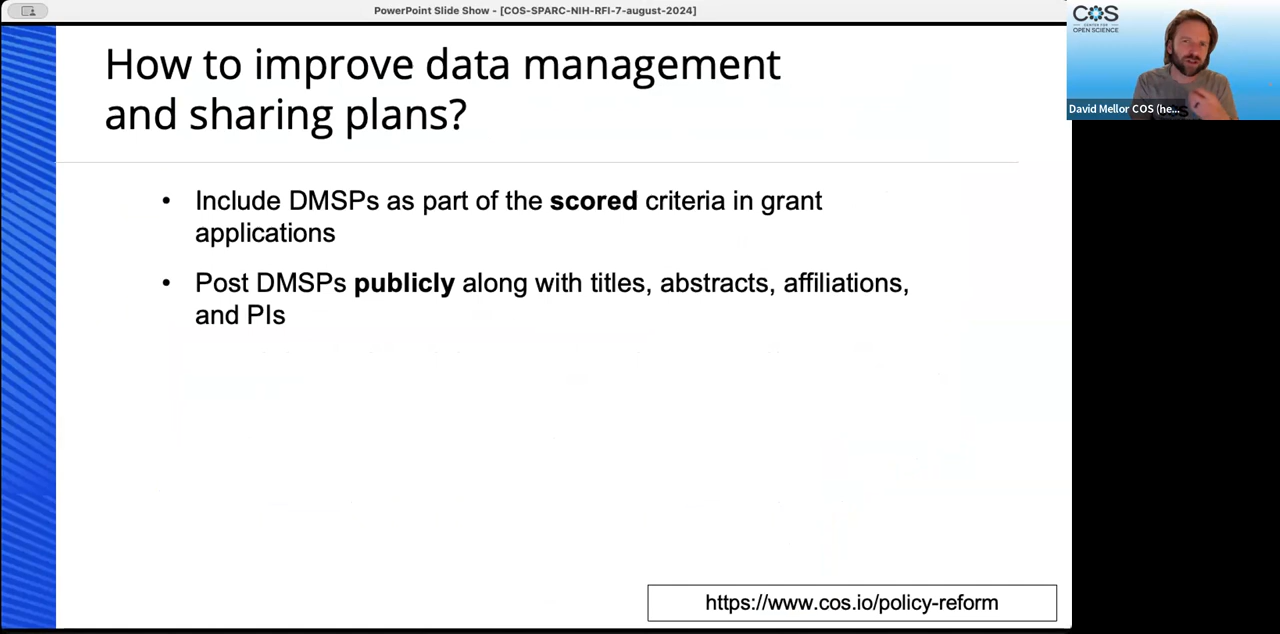 PowerPoint Slide Show - [COS-SPARC-NIH-RFI-7-august-2024]
How to improve data management
and sharing plans?
• Include DMSPs as part of the scored criteria in grant
applications
• Post DMSPs publicly along with titles, abstracts, affiliations,
and PIs
https://www.cos.io/policy-reform
COS
CENTER FOR
OPEN SCIENCE
David Mellor COS (he...